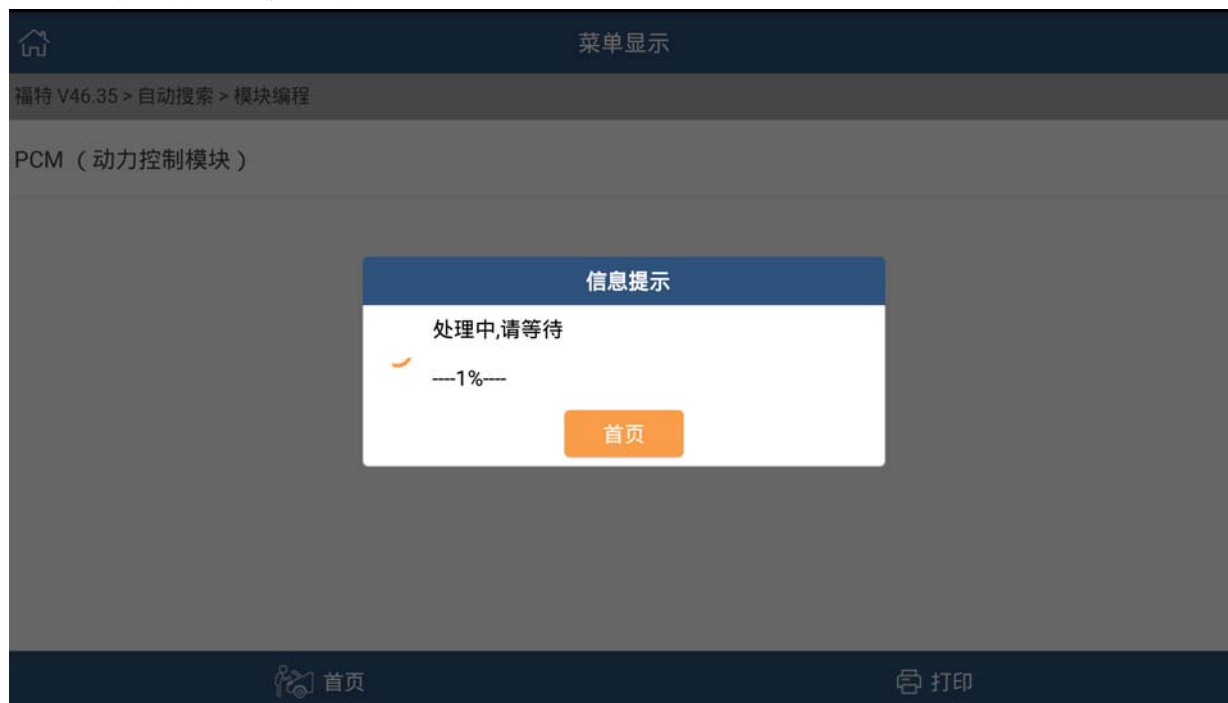 菜单显示
福特 V46.35 > 自动搜索 > 模块编程
PCM （动力控制模块）
信息提示
处理中,请等待
----1%----
首页
首页
打印